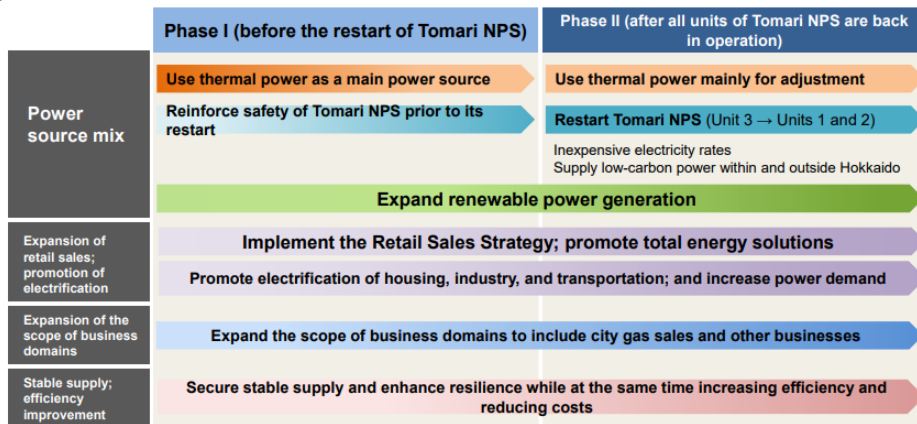 Phase I (before the restart of Tomari NPS)
Phase II (after all units of Tomari NPS are back
in operation)
Power
source mix
Use thermal power as a main power source
Use thermal power mainly for adjustment
Reinforce safety of Tomari NPS prior to its
restart
Restart Tomari NPS (Unit 3 → Units 1 and 2)
Inexpensive electricity rates
Supply low-carbon power within and outside Hokkaido
Expand renewable power generation
Expansion of
retail sales;
promotion of
electrification
Implement the Retail Sales Strategy; promote total energy solutions
Promote electrification of housing, industry, and transportation; and increase power demand
Expansion of the
scope of business
domains
Expand the scope of business domains to include city gas sales and other businesses
Stable supply;
efficiency
improvement
Secure stable supply and enhance resilience while at the same time increasing efficiency and
reducing costs